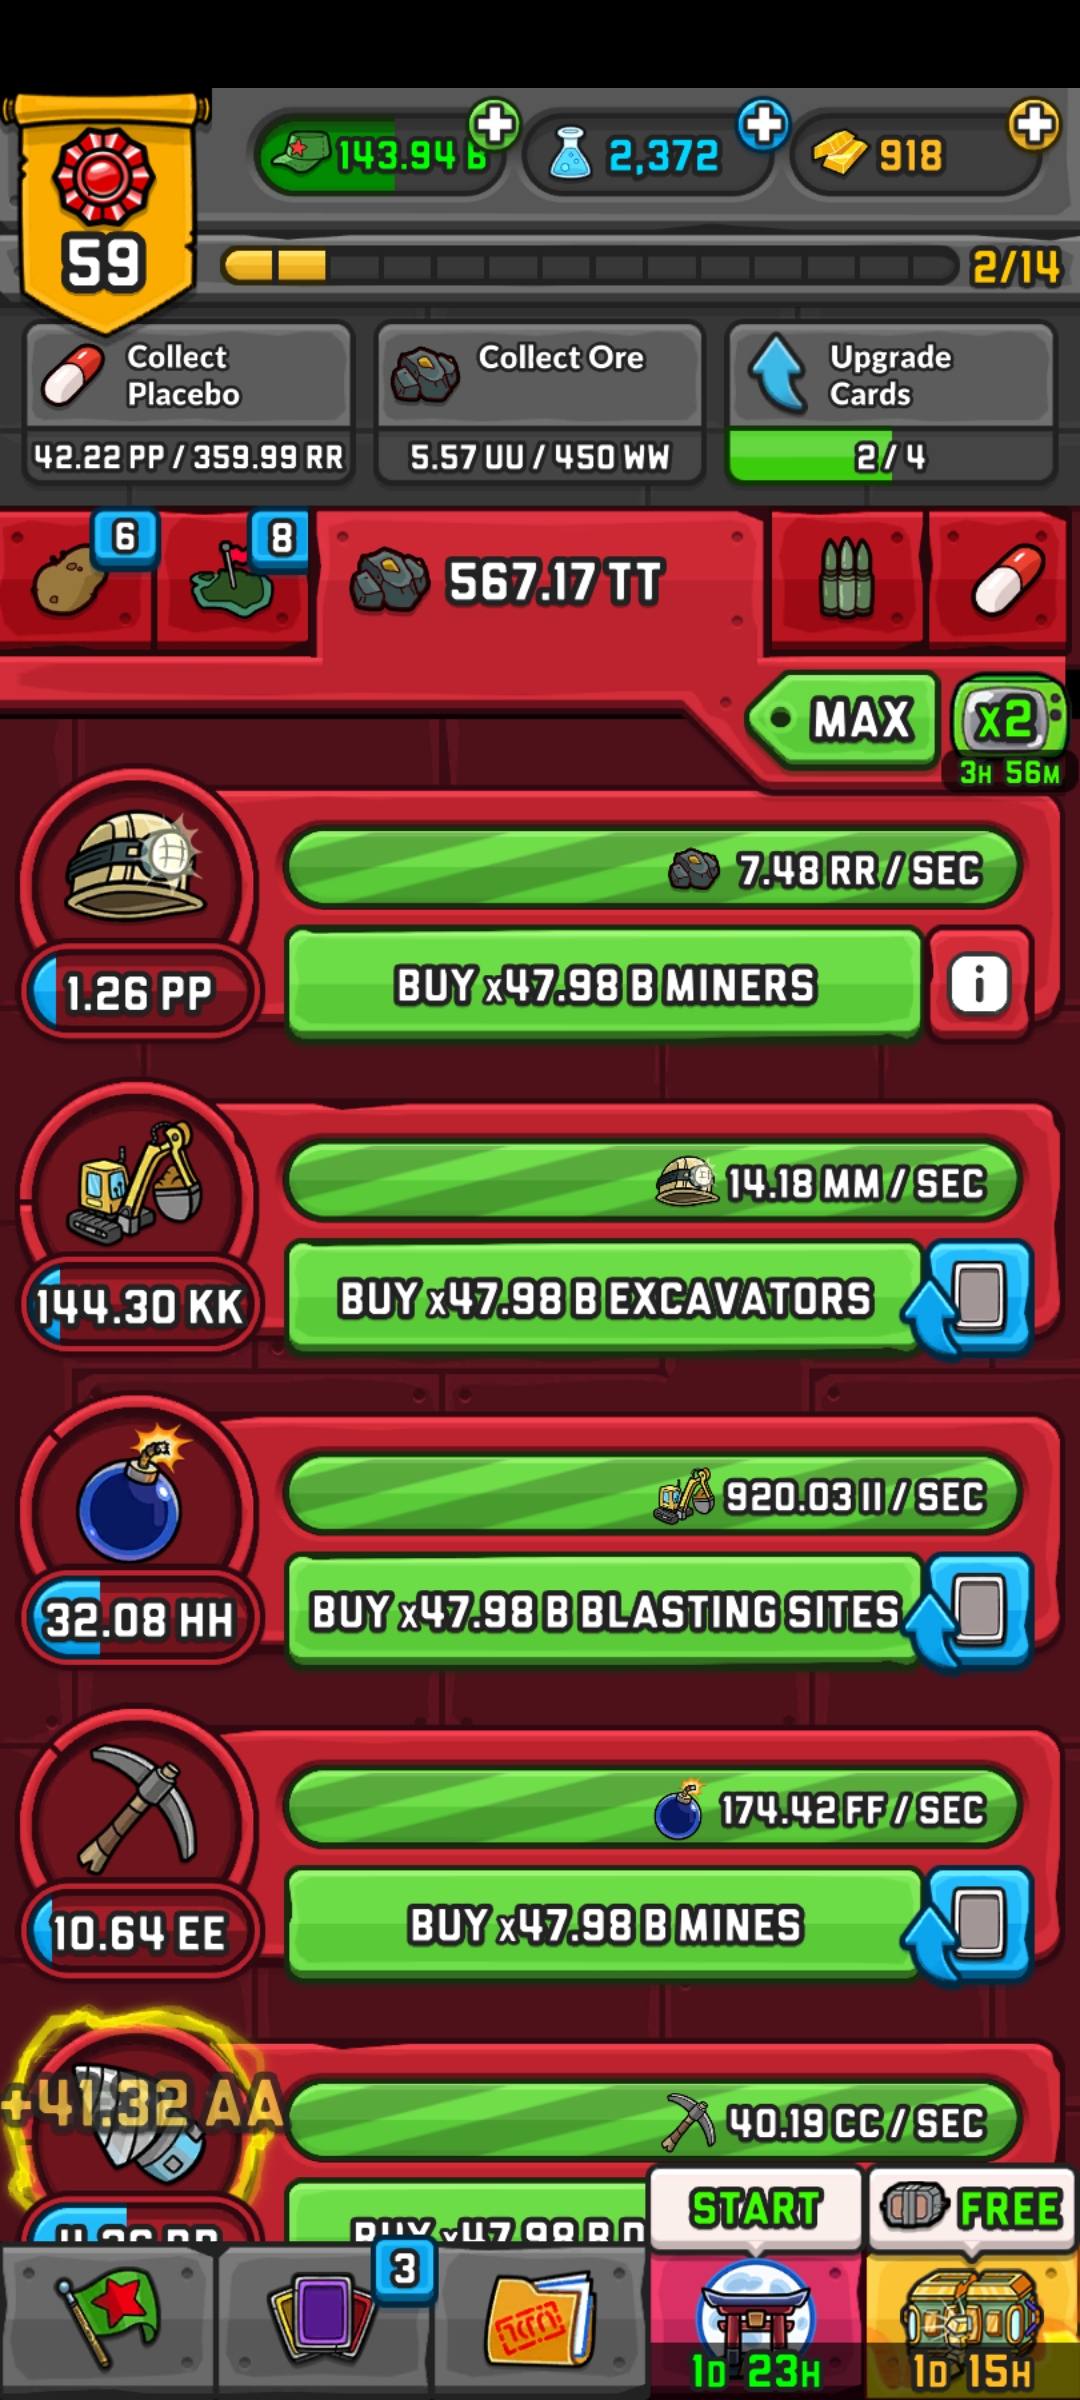 59
143.94 B
2,372
918
2/14
Collect
Placebo
42.22 PP / 359.99 RR
Collect Ore
5.57 UU / 450 WW
Upgrade
Cards
2 / 4
6
8
567.17 TT
MAX
x2
3H 56M
7.48 RR / SEC
1.26 PP
BUY x47.98 B MINERS
i
14.18 MM / SEC
144.30 KK
BUY x47.98 B EXCAVATORS
920.03 II / SEC
32.08 HH
BUY x47.98 B BLASTING SITES
174.42 FF / SEC
10.64 EE
BUY x47.98 B MINES
+41.32 AA
40.19 CC / SEC
BUY x47.98 B
START
FREE
3
1D 23H
1D 15H